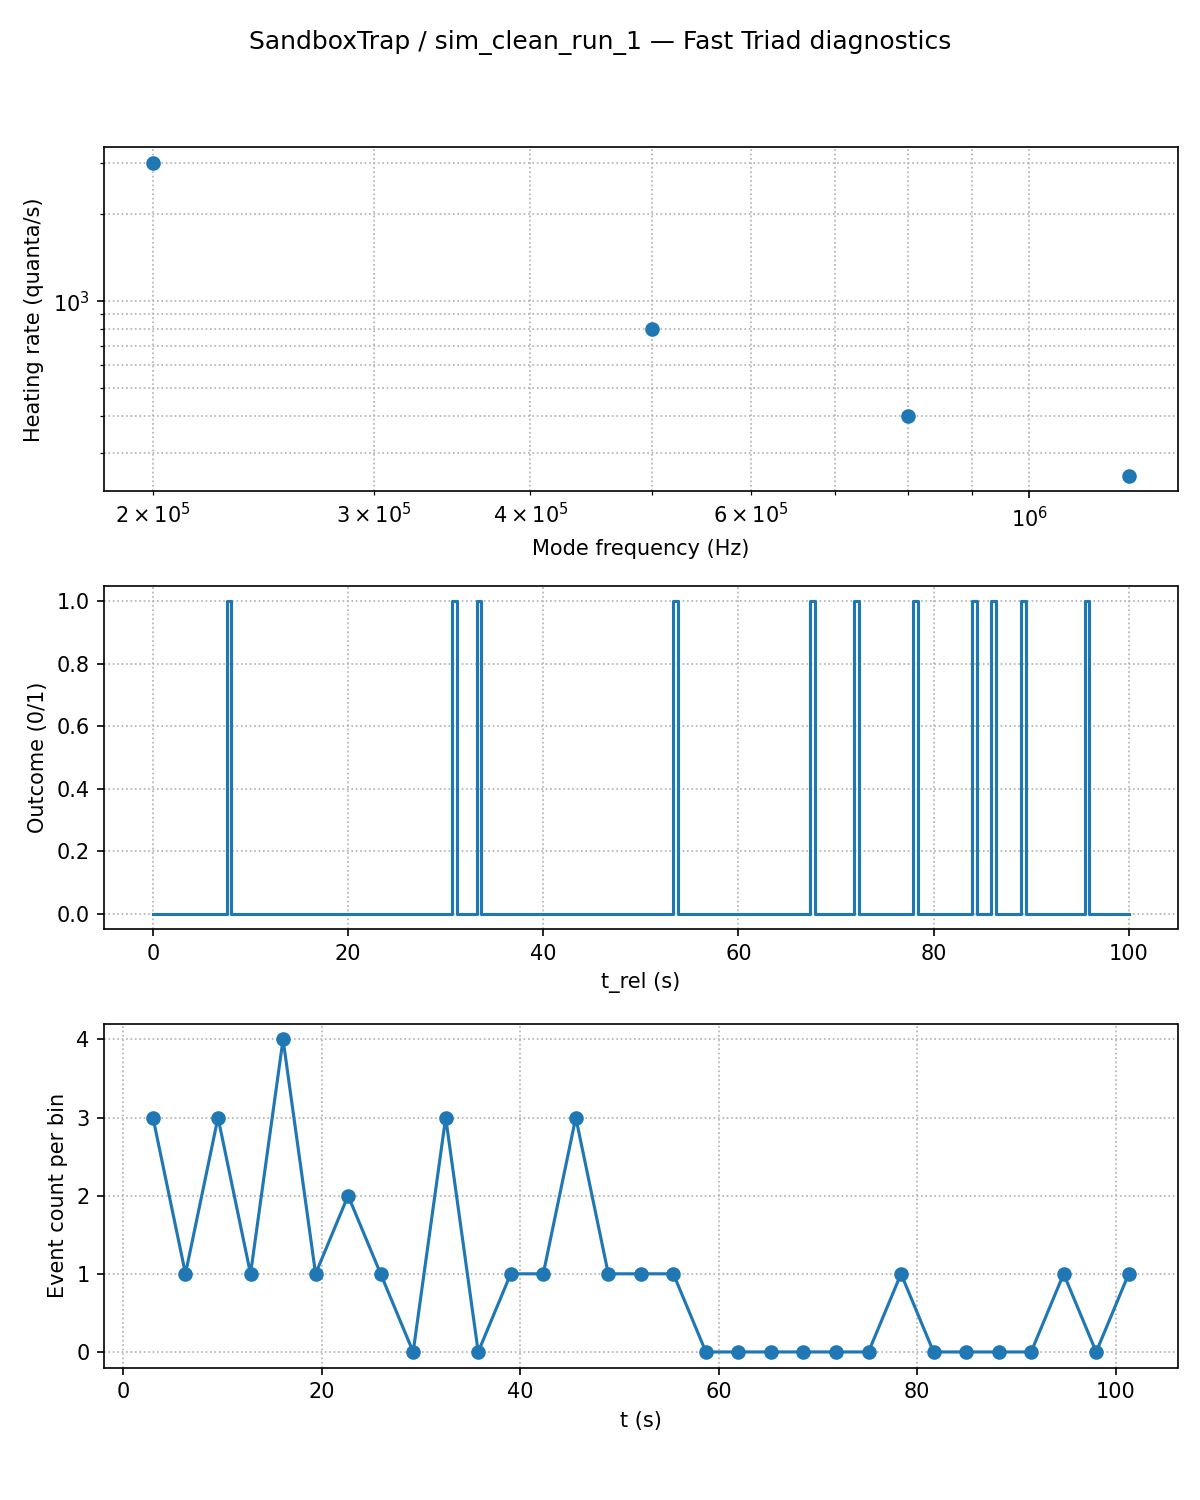 SandboxTrap / sim_clean_run_1 — Fast Triad diagnostics
Heating rate (quanta/s)
10³
2 × 10⁵ 3 × 10⁵ 4 × 10⁵ 6 × 10⁵ 10⁶
Mode frequency (Hz)
Outcome (0/1)
1.0
0.8
0.6
0.4
0.2
0.0
0 20 40 60 80 100
t_rel (s)
Event count per bin
4
3
2
1
0
0 20 40 60 80 100
t (s)